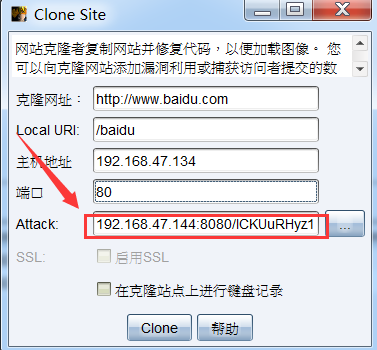 Clone Site
网站克隆者复制网站并修复代码，以便加载图像。 您
可以向克隆网站添加漏洞利用或捕获访问者提交的数
克隆网址： http://www.baidu.com
Local URI: /baidu
主机地址 192.168.47.134
端口 80
Attack: 192.168.47.144:8080/ICKUuRHyz1 ...
SSL: 启用SSL
在克隆站点上进行键盘记录
Clone 帮助